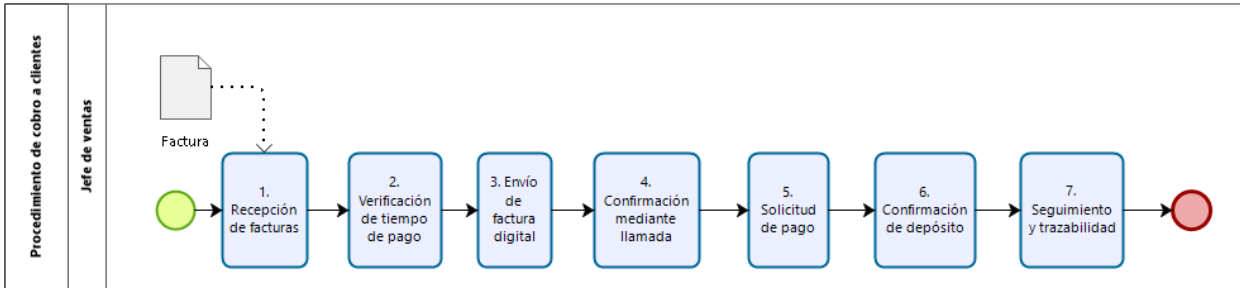 Procedimiento de cobro a clientes
Jefe de ventas
Factura
1.
Recepción
de facturas
2.
Verificación
de tiempo
de pago
3. Envío
de
factura
digital
4.
Confirmación
mediante
llamada
5.
Solicitud
de pago
6.
Confirmación
de depósito
7.
Seguimiento
y trazabilidad